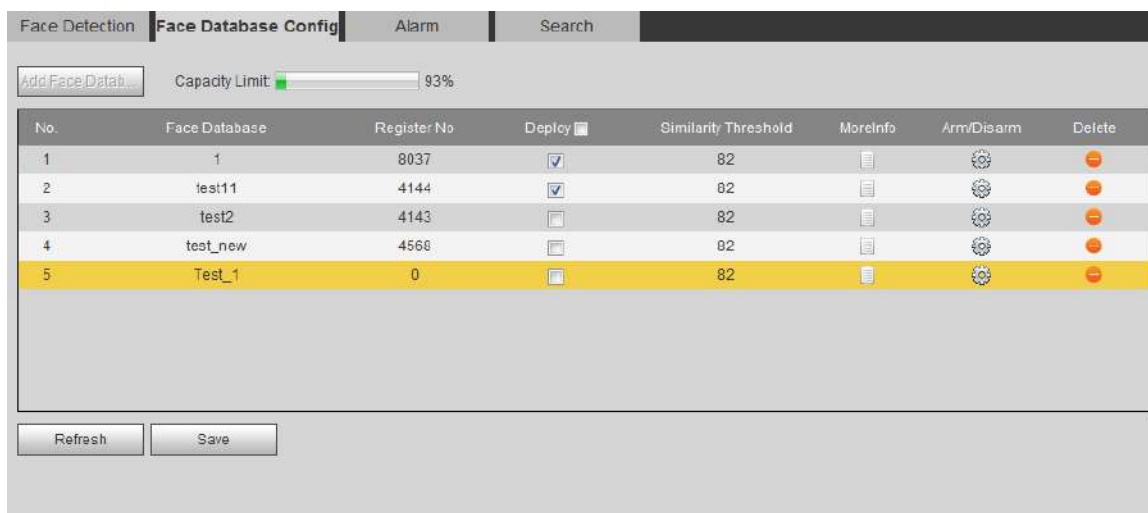 Face Detection Face Database Config Alarm Search
Add Face Datab... Capacity Limit: 93%
No. Face Database Register No Deploy Similarity Threshold MoreInfo Arm/Disarm Delete
1 1 8037 82
2 test11 4144 82
3 test2 4143 82
4 test_new 4568 82
5 Test_1 0 82
Refresh Save